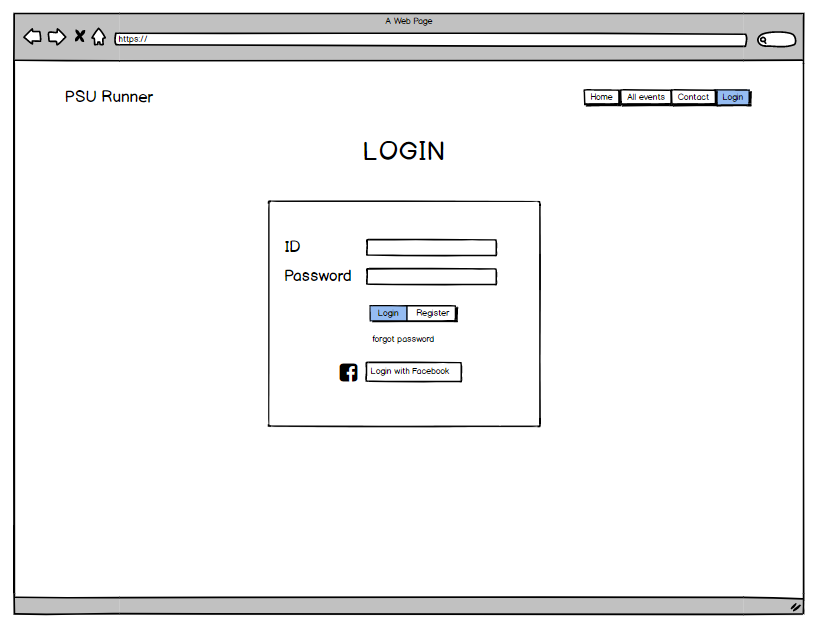 A Web Page
https://
PSU Runner
Home All events Contact Login
LOGIN
ID
Password
Login Register
forgot password
Login with Facebook